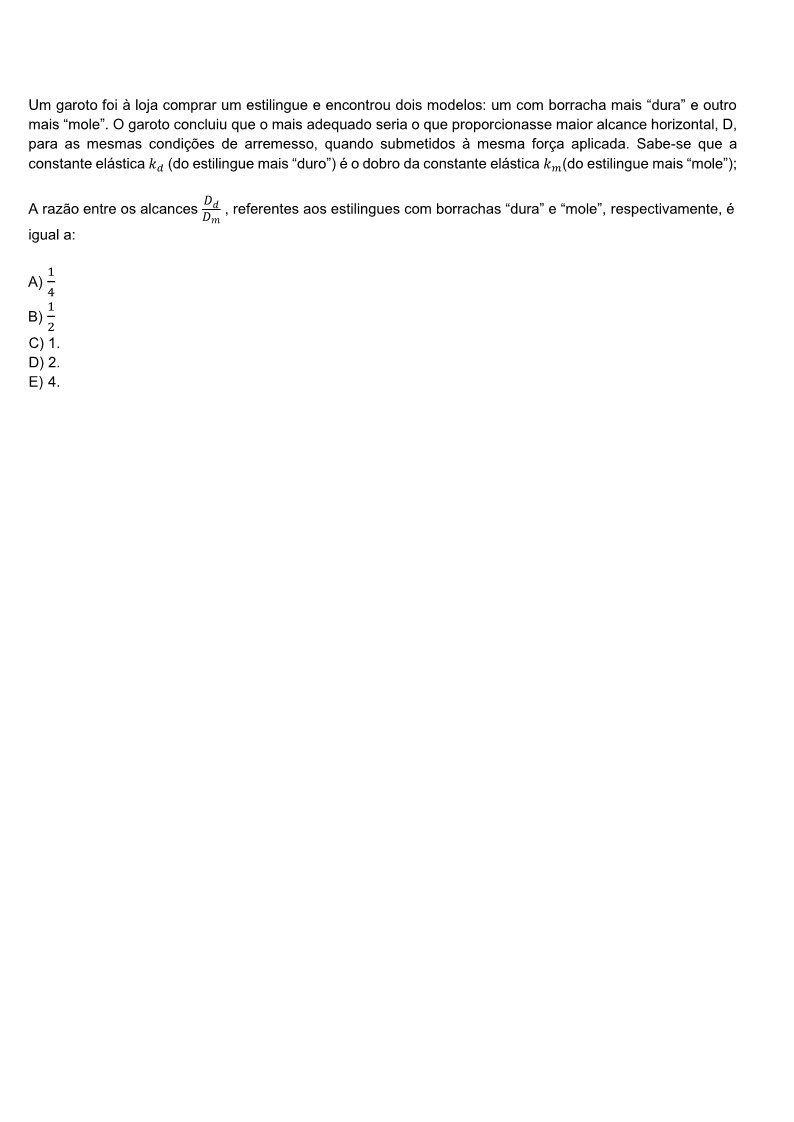 Um garoto foi à loja comprar um estilingue e encontrou dois modelos: um com borracha mais “dura” e outro
mais “mole”. O garoto concluiu que o mais adequado seria o que proporcionasse maior alcance horizontal, D,
para as mesmas condições de arremesso, quando submetidos à mesma força aplicada. Sabe-se que a
constante elástica k_d (do estilingue mais “duro”) é o dobro da constante elástica k_m(do estilingue mais “mole”);
A razão entre os alcances D_d/D_m , referentes aos estilingues com borrachas “dura” e “mole”, respectivamente, é
igual a:
A) 1/4
B) 1/2
C) 1.
D) 2.
E) 4.